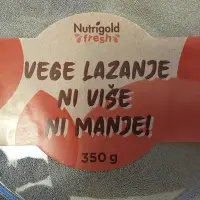 Nutrigold
fresh
VEGE LAZANJE
NI VIŠE
NI MANJE!
350 g